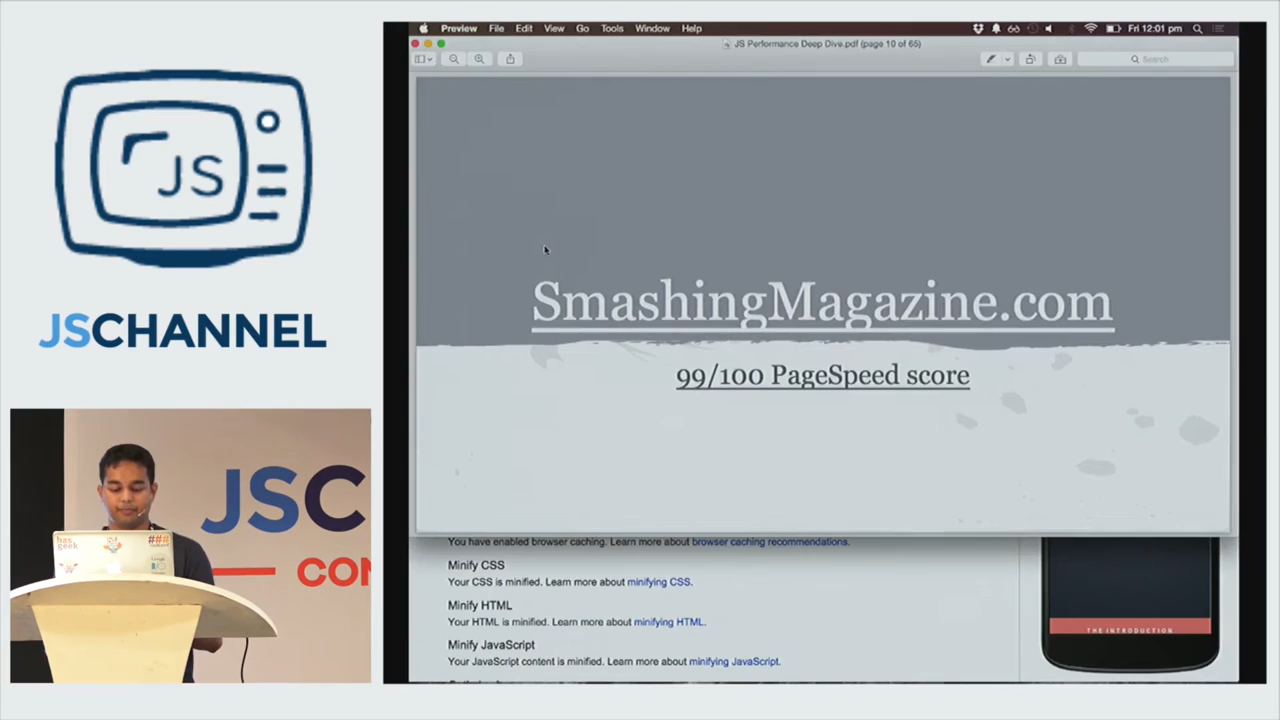 Preview File Edit View Go Tools Window Help
Fri 12:01 pm
JS Performance Deep Dive.pdf (page 10 of 65)
Search
JS
JSCHANNEL
SmashingMagazine.com
99/100 PageSpeed score
You have enabled browser caching. Learn more about browser caching recommendations.
Minify CSS
Your CSS is minified. Learn more about minifying CSS.
Minify HTML
Your HTML is minified. Learn more about minifying HTML.
Minify JavaScript
Your JavaScript content is minified. Learn more about minifying JavaScript.
THE INTRODUCTION
JSC
CON
has
geek
###